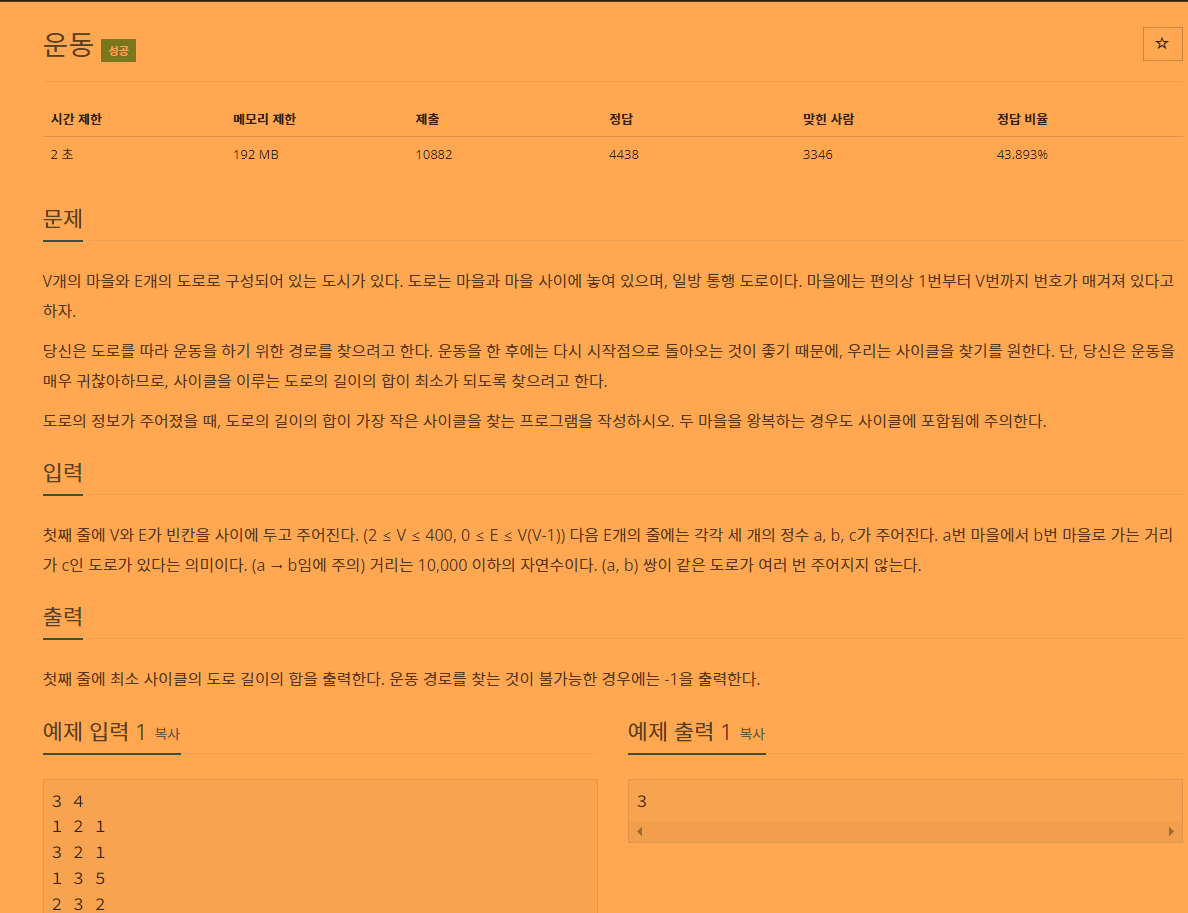 운동 성공
☆
시간 제한 메모리 제한 제출 정답 맞힌 사람 정답 비율
2 초 192 MB 10882 4438 3346 43.893%
문제
V개의 마을와 E개의 도로로 구성되어 있는 도시가 있다. 도로는 마을과 마을 사이에 놓여 있으며, 일방 통행 도로이다. 마을에는 편의상 1번부터 V번까지 번호가 매겨져 있다고
하자.
당신은 도로를 따라 운동을 하기 위한 경로를 찾으려고 한다. 운동을 한 후에는 다시 시작점으로 돌아오는 것이 좋기 때문에, 우리는 사이클을 찾기를 원한다. 단, 당신은 운동을
매우 귀찮아하므로, 사이클을 이루는 도로의 길이의 합이 최소가 되도록 찾으려고 한다.
도로의 정보가 주어졌을 때, 도로의 길이의 합이 가장 작은 사이클을 찾는 프로그램을 작성하시오. 두 마을을 왕복하는 경우도 사이클에 포함됨에 주의한다.
입력
첫째 줄에 V와 E가 빈칸을 사이에 두고 주어진다. (2 ≤ V ≤ 400, 0 ≤ E ≤ V(V-1)) 다음 E개의 줄에는 각각 세 개의 정수 a, b, c가 주어진다. a번 마을에서 b번 마을로 가는 거리
가 c인 도로가 있다는 의미이다. (a → b임에 주의) 거리는 10,000 이하의 자연수이다. (a, b) 쌍이 같은 도로가 여러 번 주어지지 않는다.
출력
첫째 줄에 최소 사이클의 도로 길이의 합을 출력한다. 운동 경로를 찾는 것이 불가능한 경우에는 -1을 출력한다.
예제 입력 1 복사
3 4
1 2 1
3 2 1
1 3 5
2 3 2
예제 출력 1 복사
3